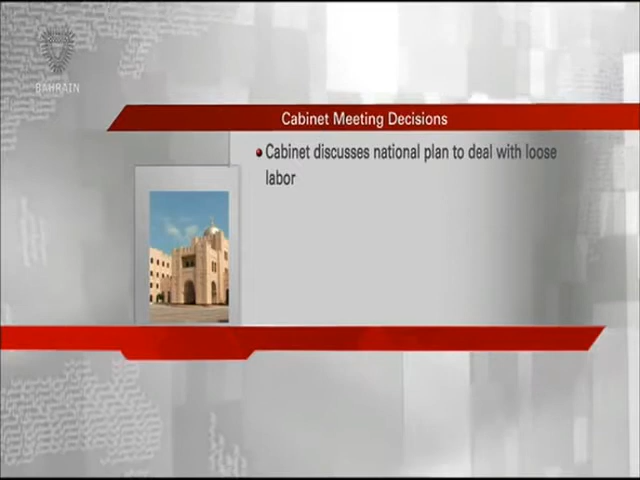 BAHRAIN
Cabinet Meeting Decisions
Cabinet discusses national plan to deal with loose
labor